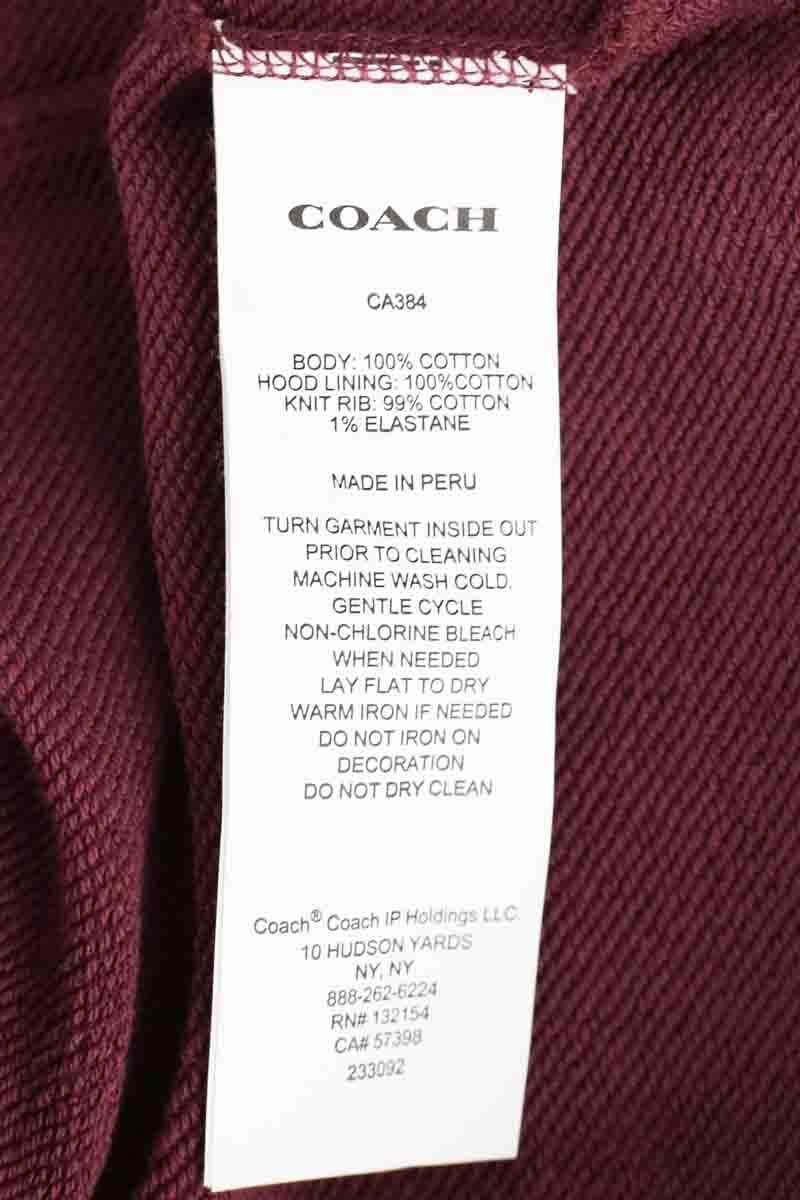 COACH
CA384
BODY: 100% COTTON
HOOD LINING: 100%COTTON
KNIT RIB: 99% COTTON
1% ELASTANE
MADE IN PERU
TURN GARMENT INSIDE OUT
PRIOR TO CLEANING
MACHINE WASH COLD,
GENTLE CYCLE
NON-CHLORINE BLEACH
WHEN NEEDED
LAY FLAT TO DRY
WARM IRON IF NEEDED
DO NOT IRON ON
DECORATION
DO NOT DRY CLEAN
Coach® Coach IP Holdings LLC.
10 HUDSON YARDS
NY, NY
888-262-6224
RN# 132154
CA# 57398
233092